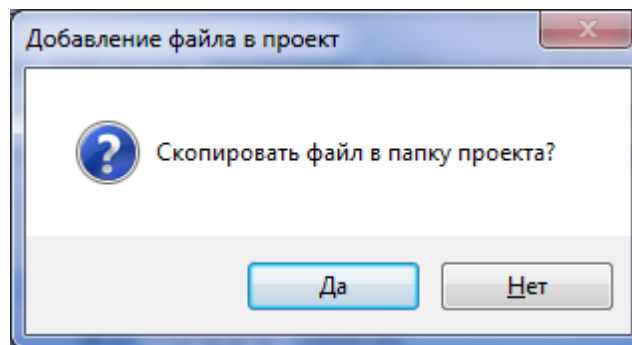 Добавление файла в проект
Скопировать файл в папку проекта?
Да
Нет